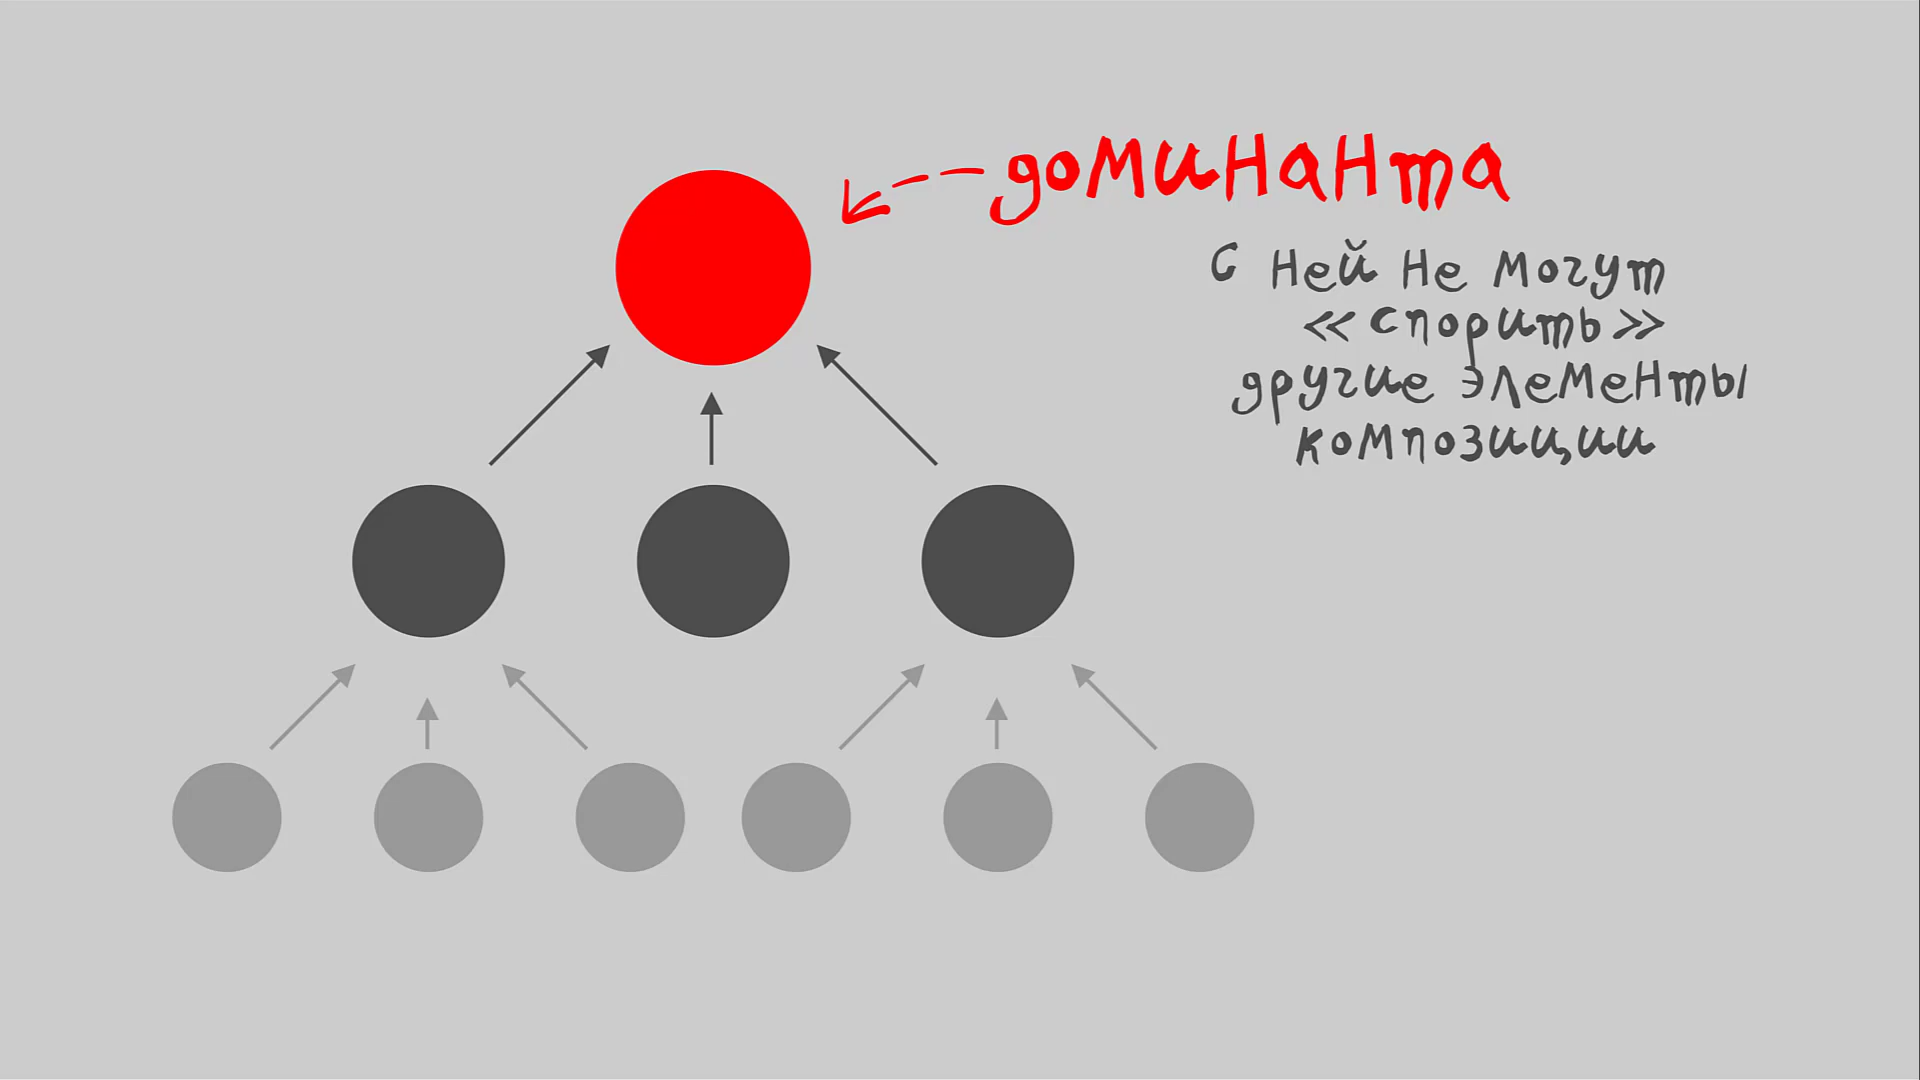 доминанта
с ней не могут
«спорить»
другие элементы
композиции